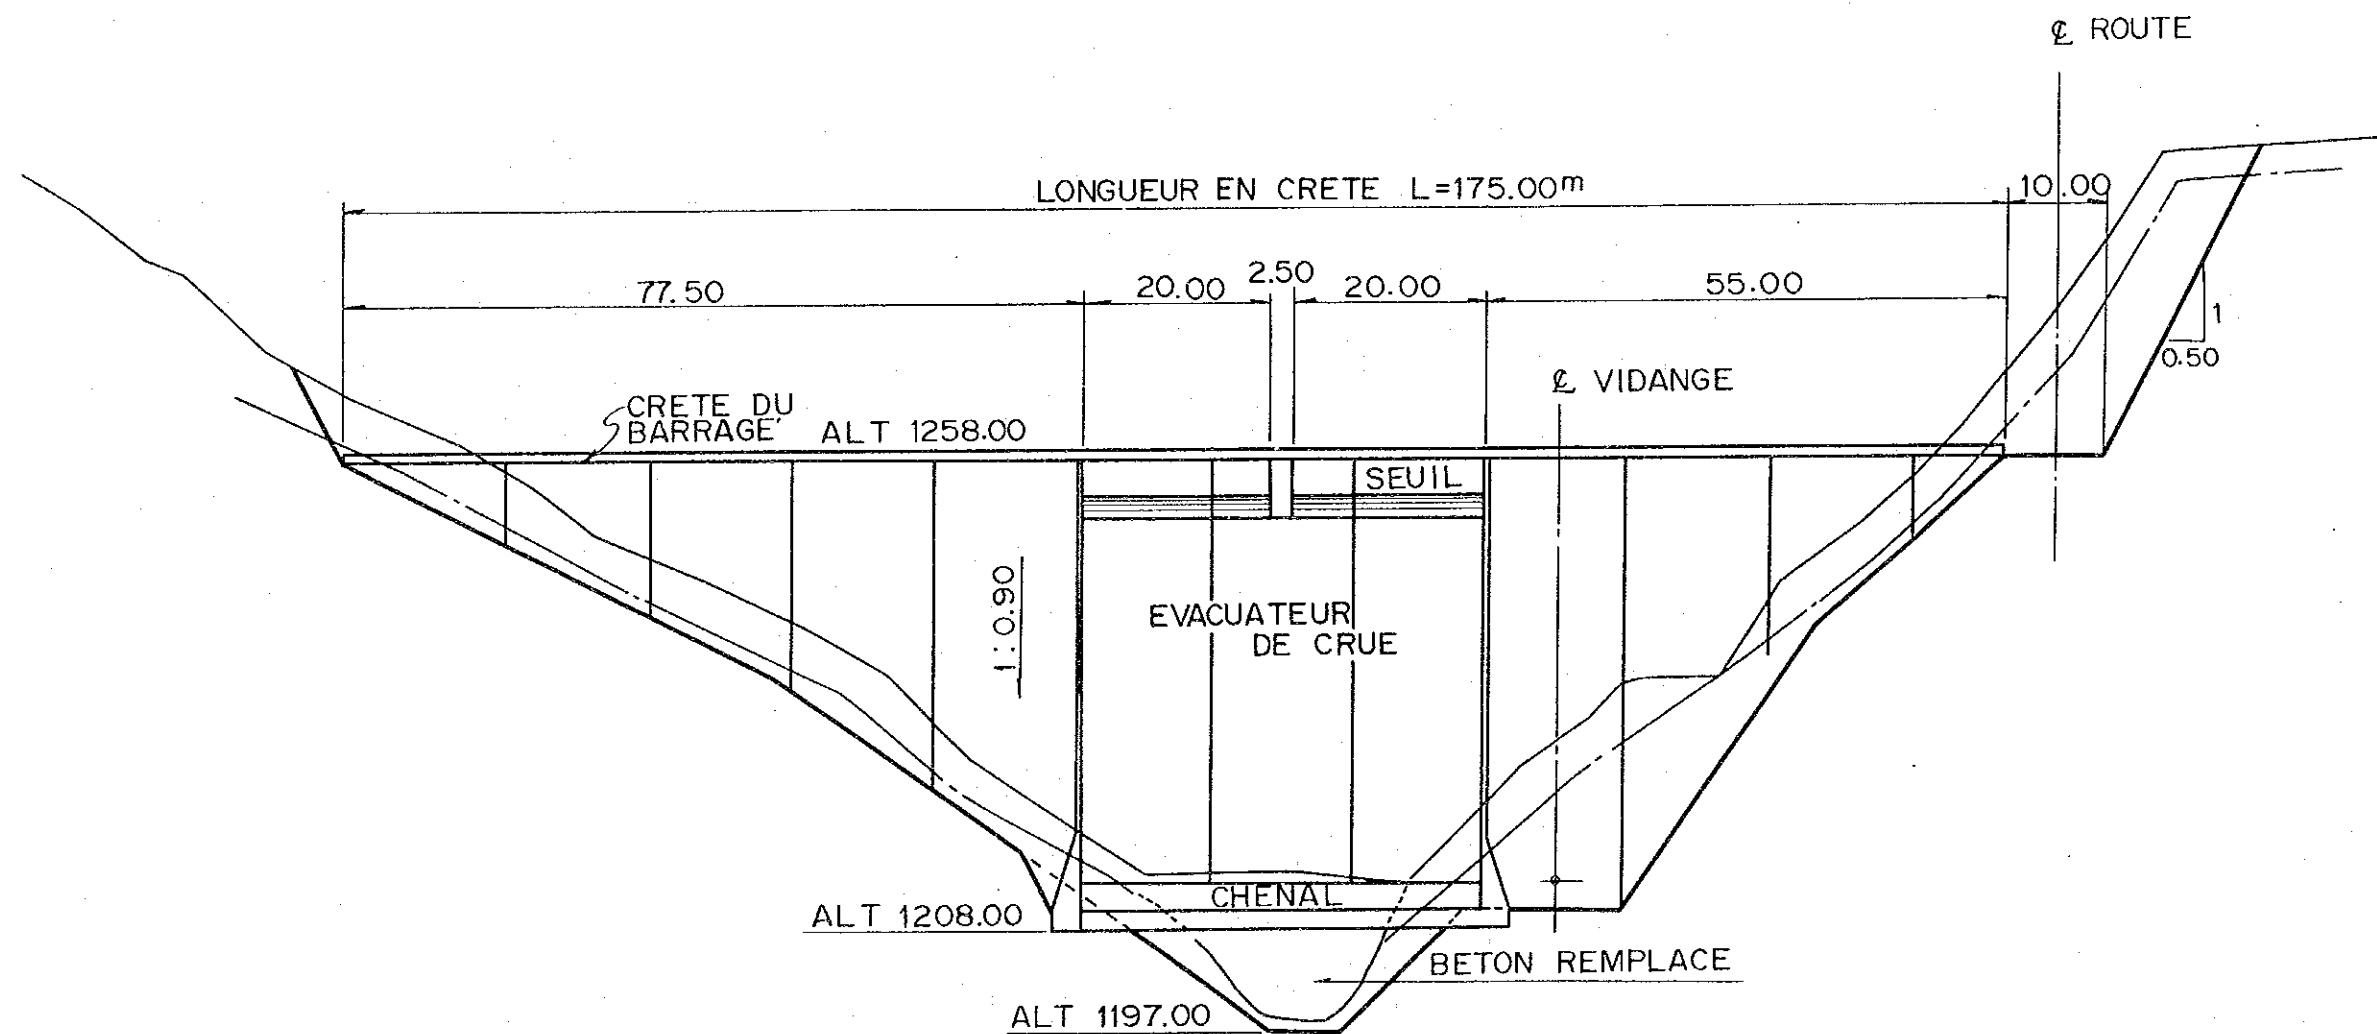 ℄ ROUTE
LONGUEUR EN CRETE L=175.00m
10.00
77.50
20.00
2.50
20.00
55.00
1
0.50
℄ VIDANGE
CRETE DU
BARRAGE
ALT 1258.00
SEUIL
1:0.90
EVACUATEUR
DE CRUE
CHENAL
ALT 1208.00
BETON REMPLACE
ALT 1197.00